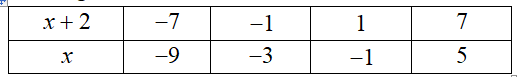 x + 2 −7 −1 1 7
x −9 −3 −1 5